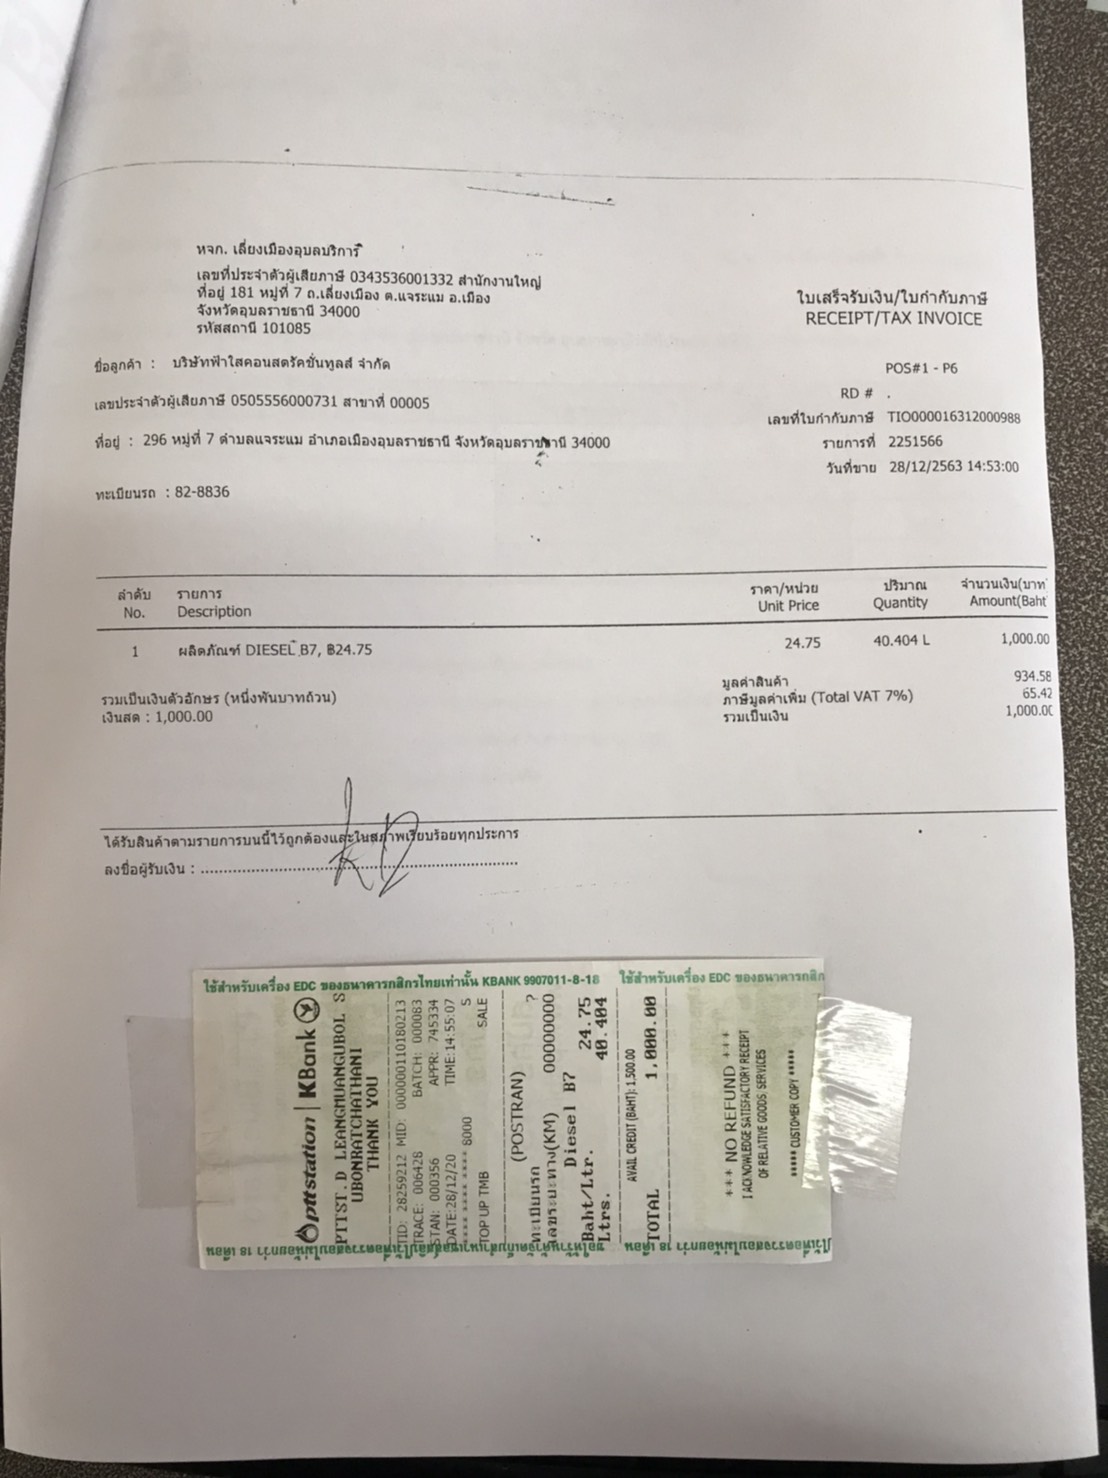 หจก. เลี่ยงเมืองอุบลบริการ
เลขที่ประจำตัวผู้เสียภาษี 0343536001332 สำนักงานใหญ่
ที่อยู่ 181 หมู่ที่ 7 ถ.เลี่ยงเมือง ต.แจระแม อ.เมือง
จังหวัดอุบลราชธานี 34000
รหัสสถานี 101085
ใบเสร็จรับเงิน/ใบกำกับภาษี
RECEIPT/TAX INVOICE
ชื่อลูกค้า : บริษัทฟ้าใสคอนสตรัคชั่นทูลส์ จำกัด
POS#1 - P6
เลขประจำตัวผู้เสียภาษี 0505556000731 สาขาที่ 00005
RD # .
เลขที่ใบกำกับภาษี TIO000016312000988
ที่อยู่ : 296 หมู่ที่ 7 ตำบลแจระแม อำเภอเมืองอุบลราชธานี จังหวัดอุบลราชธานี 34000
รายการที่ 2251566
วันที่ขาย 28/12/2563 14:53:00
ทะเบียนรถ : 82-8836
ลำดับ รายการ ราคา/หน่วย ปริมาณ จำนวนเงิน(บาท
No. Description Unit Price Quantity Amount(Baht
1 ผลิตภัณฑ์ DIESEL B7, ฿24.75 24.75 40.404 L 1,000.00
มูลค่าสินค้า 934.58
รวมเป็นเงินตัวอักษร (หนึ่งพันบาทถ้วน) ภาษีมูลค่าเพิ่ม (Total VAT 7%) 65.42
เงินสด : 1,000.00 รวมเป็นเงิน 1,000.00
ได้รับสินค้าตามรายการบนนี้ไว้ถูกต้องและในสภาพเรียบร้อยทุกประการ
ลงชื่อผู้รับเงิน :
ใช้สำหรับเครื่อง EDC ของธนาคารกสิกรไทยเท่านั้น KBANK 9907011-8-18 ใช้สำหรับเครื่อง EDC ของธนาคารกสิกร
pttstation | KBank
PTTST.D LEANGMUANGUBOL S
UBONRATCHATHANI
THANK YOU
TID: 28259212 MID: 000000110180213
TRACE: 006428 BATCH: 000083
STAN: 000356 APPR: 745334
DATE:28/12/20 TIME:14:55:07
**** **** **** 8000 S
TOP UP TMB SALE
(POSTRAN)
ทะเบียนรถ ?
เลขระยะทาง(KM) 00000000
Diesel B7
Baht/Ltr. 24.75
Ltrs. 40.404
AVAIL CREDIT (BAHT): 1,500.00
TOTAL 1,000.00
*** NO REFUND ***
I ACKNOWLEDGE SATISFACTORY RECEIPT
OF RELATIVE GOODS. SERVICES
***** CUSTOMER COPY *****